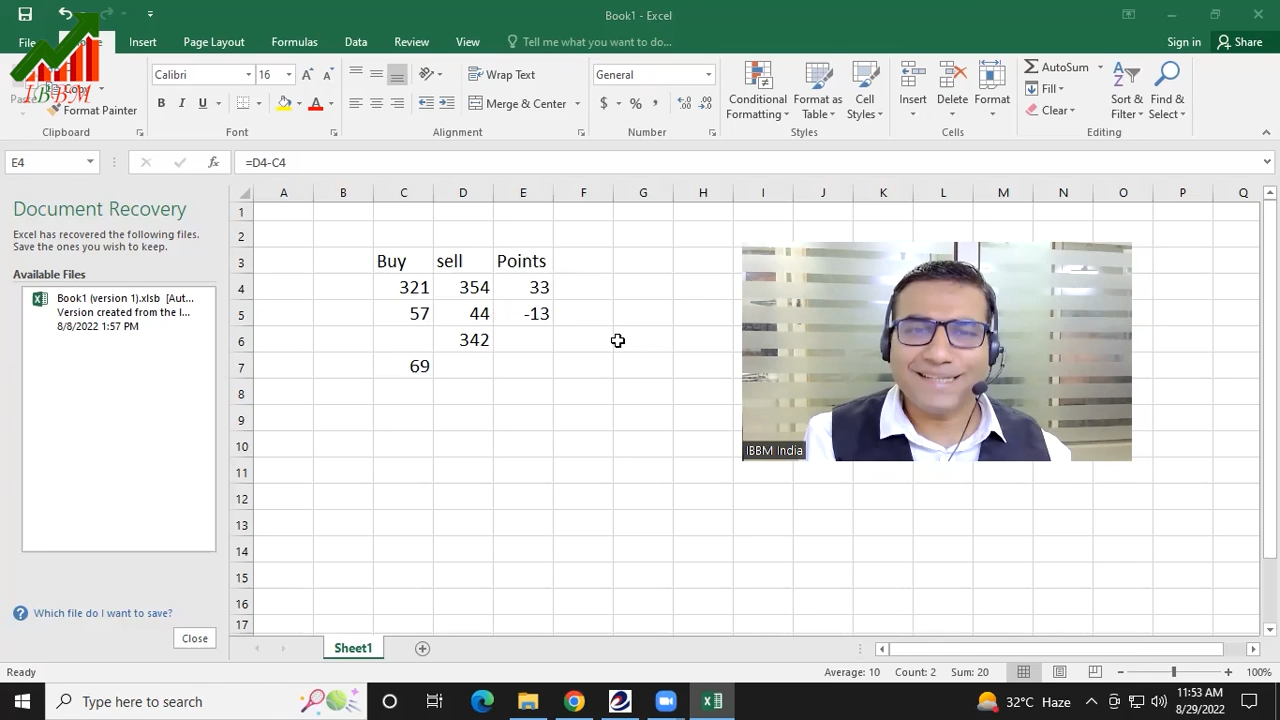 Book1 - Excel
File
Insert
Page Layout
Formulas
Data
Review
View
Tell me what you want to do...
Sign in
Share
IBBM
Format Painter
Clipboard
Calibri
16
B I U
Font
Wrap Text
Merge & Center
Alignment
General
$ % ,
Number
Conditional Formatting
Format as Table
Cell Styles
Styles
Insert
Delete
Format
Cells
AutoSum
Fill
Clear
Sort & Filter
Find & Select
Editing
E4
fx
=D4-C4
Document Recovery
Excel has recovered the following files.
Save the ones you wish to keep.
Available Files
Book1 (version 1).xlsb [Aut...
Version created from the l...
8/8/2022 1:57 PM
Which file do I want to save?
Close
A B C D E F G H I J K L M N O P Q
1
2
3 Buy sell Points
4 321 354 33
5 57 44 -13
6 342
7 69
8
9
10
11
12
13
14
15
16
17
IBBM India
Sheet1
Ready
Average: 10 Count: 2 Sum: 20
100%
Type here to search
32°C Haze
11:53 AM
8/29/2022